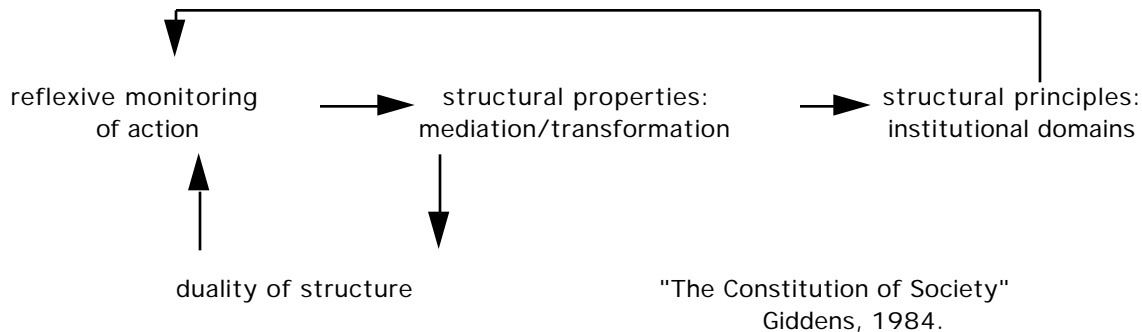 reflexive monitoring
of action
structural properties:
mediation/transformation
structural principles:
institutional domains
duality of structure
"The Constitution of Society"
Giddens, 1984.